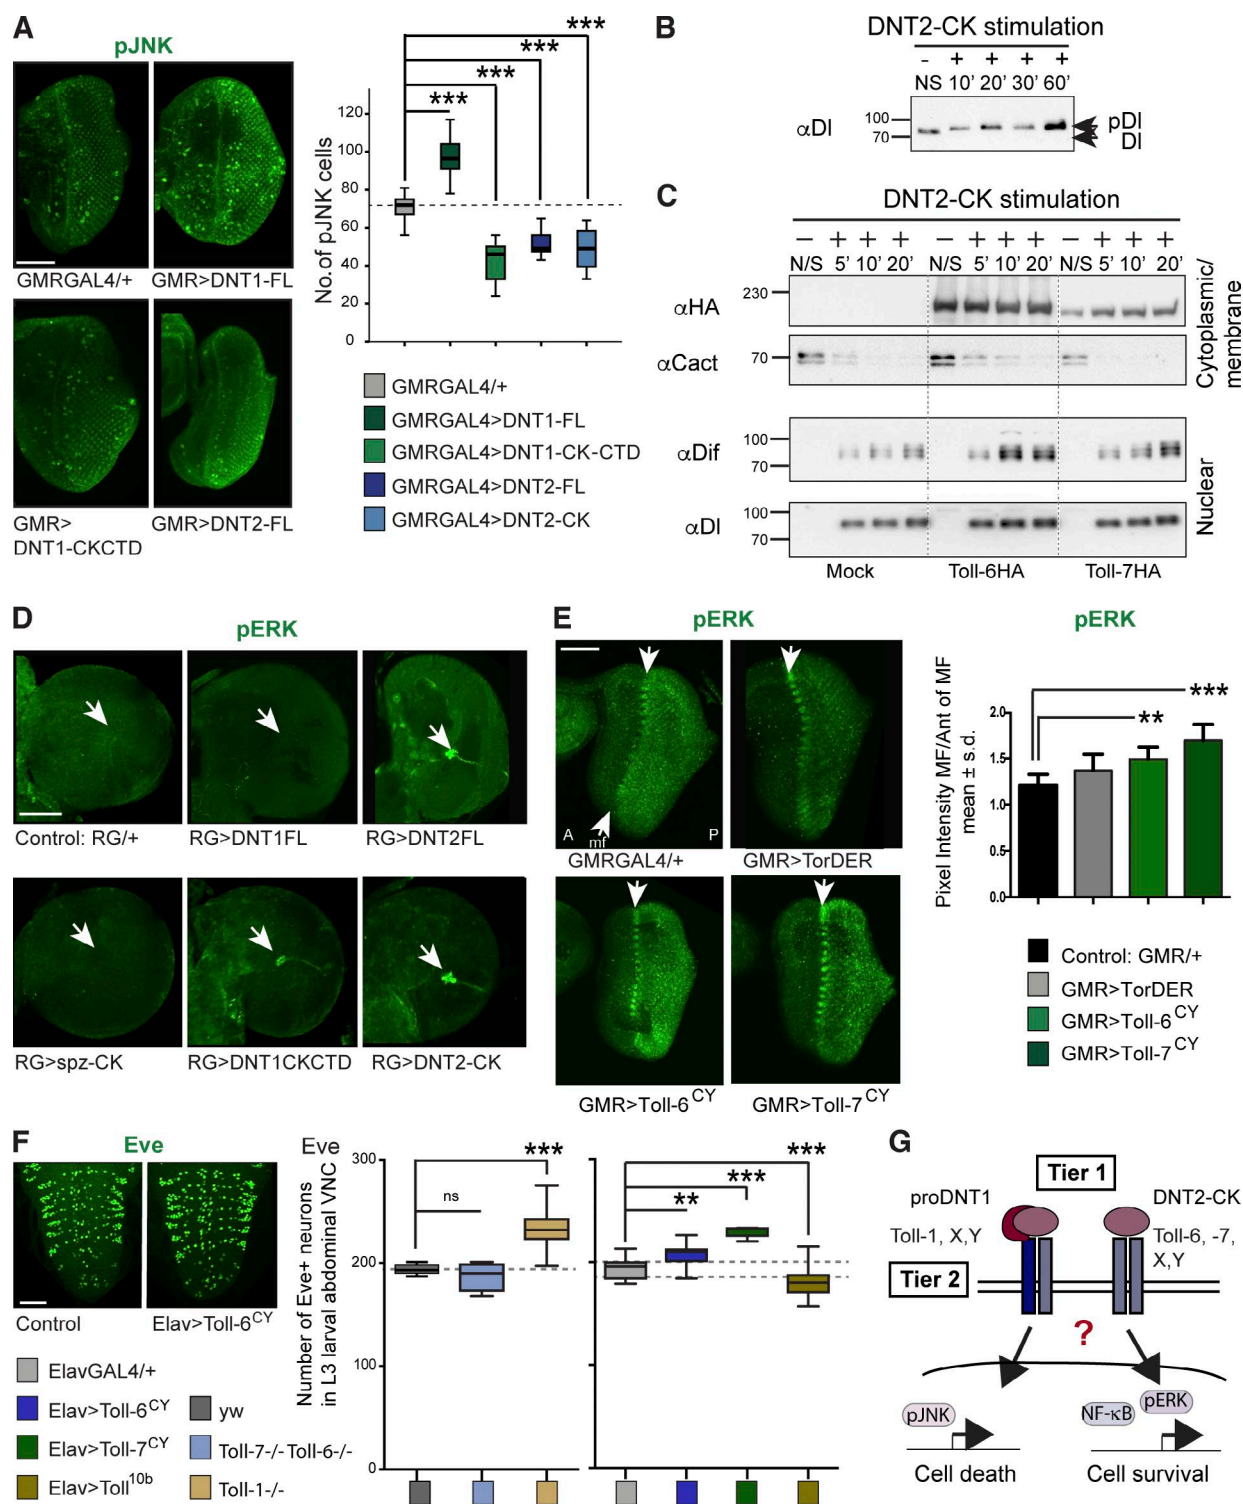 A
pJNK
GMRGAL4/+
GMR>DNT1-FL
GMR>
DNT1-CKCTD
GMR>DNT2-FL
No. of pJNK cells
120
100
80
60
40
20
0
***
***
***
***
GMRGAL4/+
GMRGAL4>DNT1-FL
GMRGAL4>DNT1-CK-CTD
GMRGAL4>DNT2-FL
GMRGAL4>DNT2-CK
B
DNT2-CK stimulation
- + + + +
NS 10' 20' 30' 60'
αDl
100
70
pDl
Dl
C
DNT2-CK stimulation
– + + + – + + + – + + +
N/S 5' 10' 20' N/S 5' 10' 20' N/S 5' 10' 20'
αHA
230
αCact
70
Cytoplasmic/
membrane
αDif
100
70
αDl
100
70
Nuclear
Mock Toll-6HA Toll-7HA
D
pERK
Control: RG/+
RG>DNT1FL
RG>DNT2FL
RG>spz-CK
RG>DNT1CKCTD
RG>DNT2-CK
E
pERK
A
mf
P
GMRGAL4/+
GMR>TorDER
GMR>Toll-6CY
GMR>Toll-7CY
pERK
Pixel Intensity MF/Ant of MF
mean ± s.d.
2.0
1.5
1.0
0.5
0.0
**
***
Control: GMR/+
GMR>TorDER
GMR>Toll-6CY
GMR>Toll-7CY
F
Eve
Control
Elav>Toll-6CY
ElavGAL4/+
Elav>Toll-6CY
Elav>Toll-7CY
Elav>Toll10b
yw
Toll-7-/- Toll-6-/-
Toll-1-/-
Eve
Number of Eve+ neurons
in L3 larval abdominal VNC
300
200
100
0
ns
***
**
***
***
G
Tier 1
proDNT1
DNT2-CK
Toll-1, X,Y
Toll-6, -7,
X,Y
Tier 2
?
pJNK
NF-κB
pERK
Cell death
Cell survival